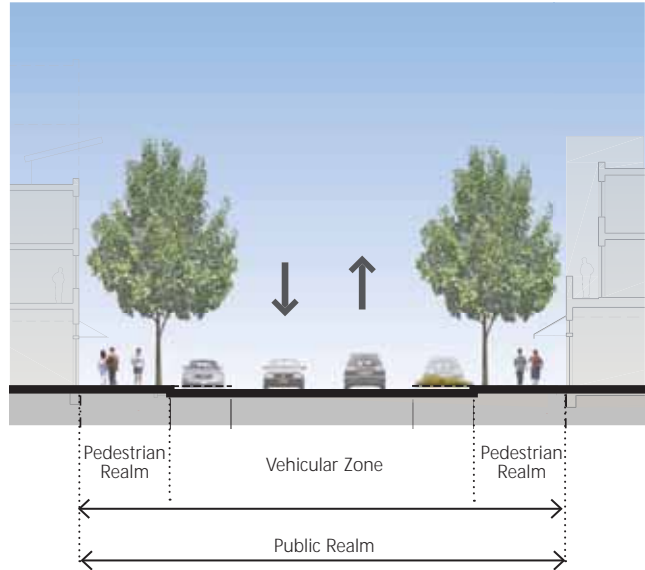 Pedestrian
Realm
Vehicular Zone
Pedestrian
Realm
Public Realm